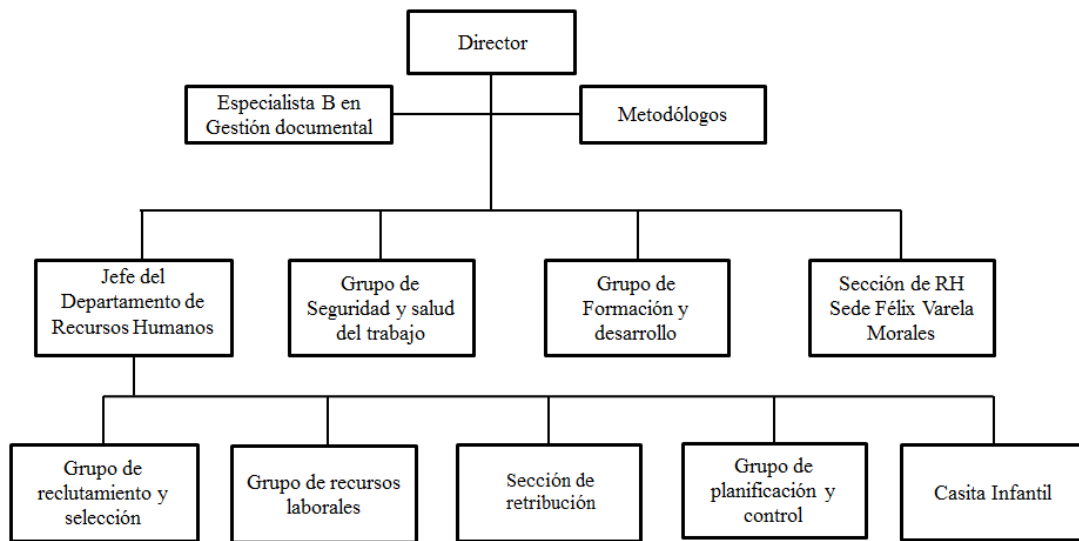 Director
Especialista B en
Gestión documental
Metodólogos
Jefe del
Departamento de
Recursos Humanos
Grupo de
Seguridad y salud
del trabajo
Grupo de
Formación y
desarrollo
Sección de RH
Sede Félix Varela
Morales
Grupo de
reclutamiento y
selección
Grupo de recursos
laborales
Sección de
retribución
Grupo de
planificación y
control
Casita Infantil